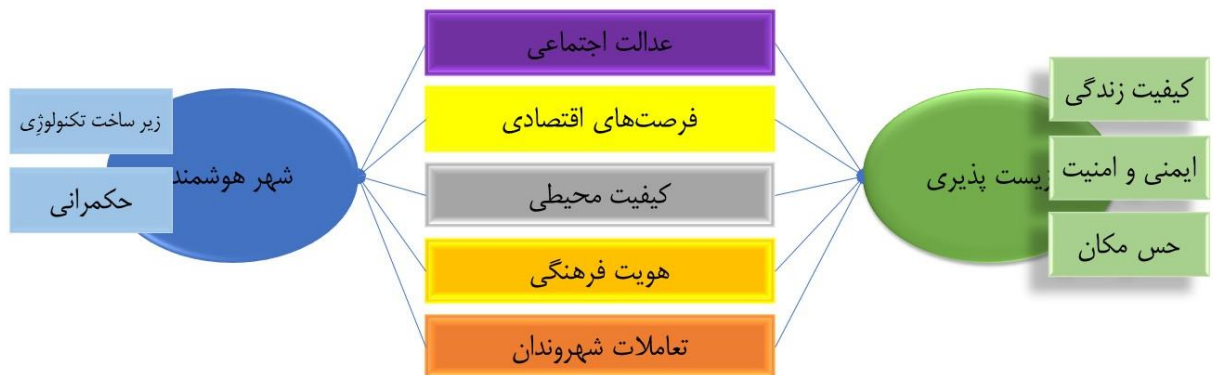 عدالت اجتماعی
فرصت‌های اقتصادی
کیفیت محیطی
هویت فرهنگی
تعاملات شهروندان
کیفیت زندگی
ایمنی و امنیت
حس مکان
زیست پذیری
شهر هوشمند
زیر ساخت تکنولوژِی
حکمرانی